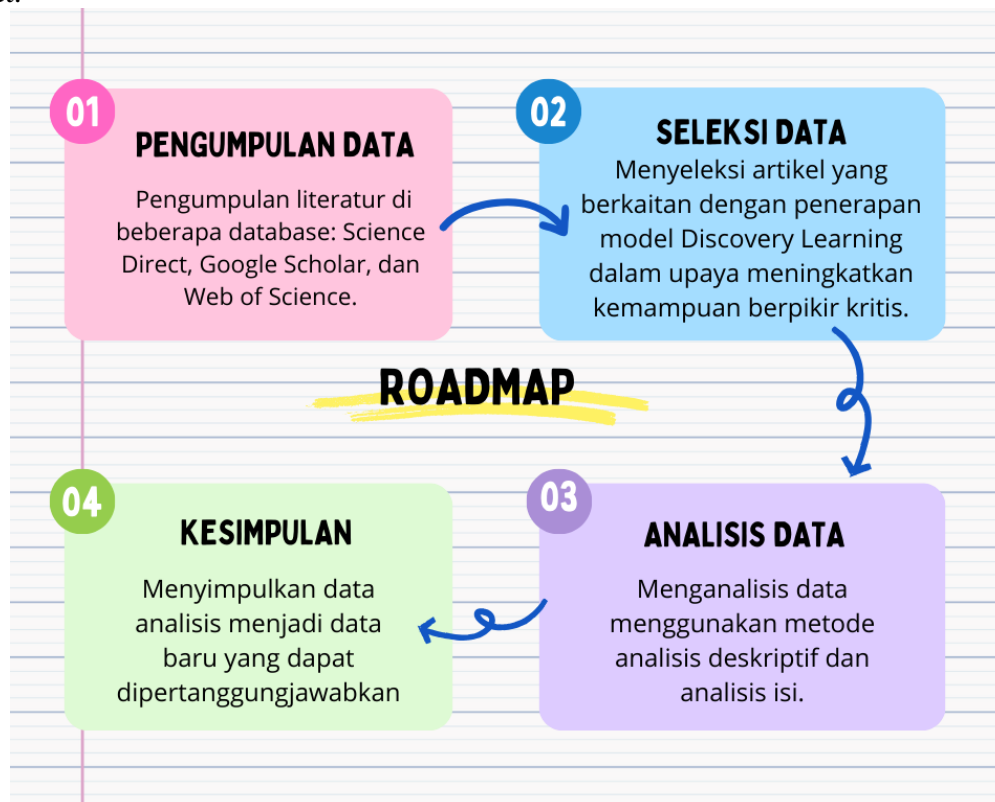 01
PENGUMPULAN DATA
Pengumpulan literatur di
beberapa database: Science
Direct, Google Scholar, dan
Web of Science.
02
SELEKSI DATA
Menyeleksi artikel yang
berkaitan dengan penerapan
model Discovery Learning
dalam upaya meningkatkan
kemampuan berpikir kritis.
ROADMAP
03
ANALISIS DATA
Menganalisis data
menggunakan metode
analisis deskriptif dan
analisis isi.
04
KESIMPULAN
Menyimpulkan data
analisis menjadi data
baru yang dapat
dipertanggungjawabkan